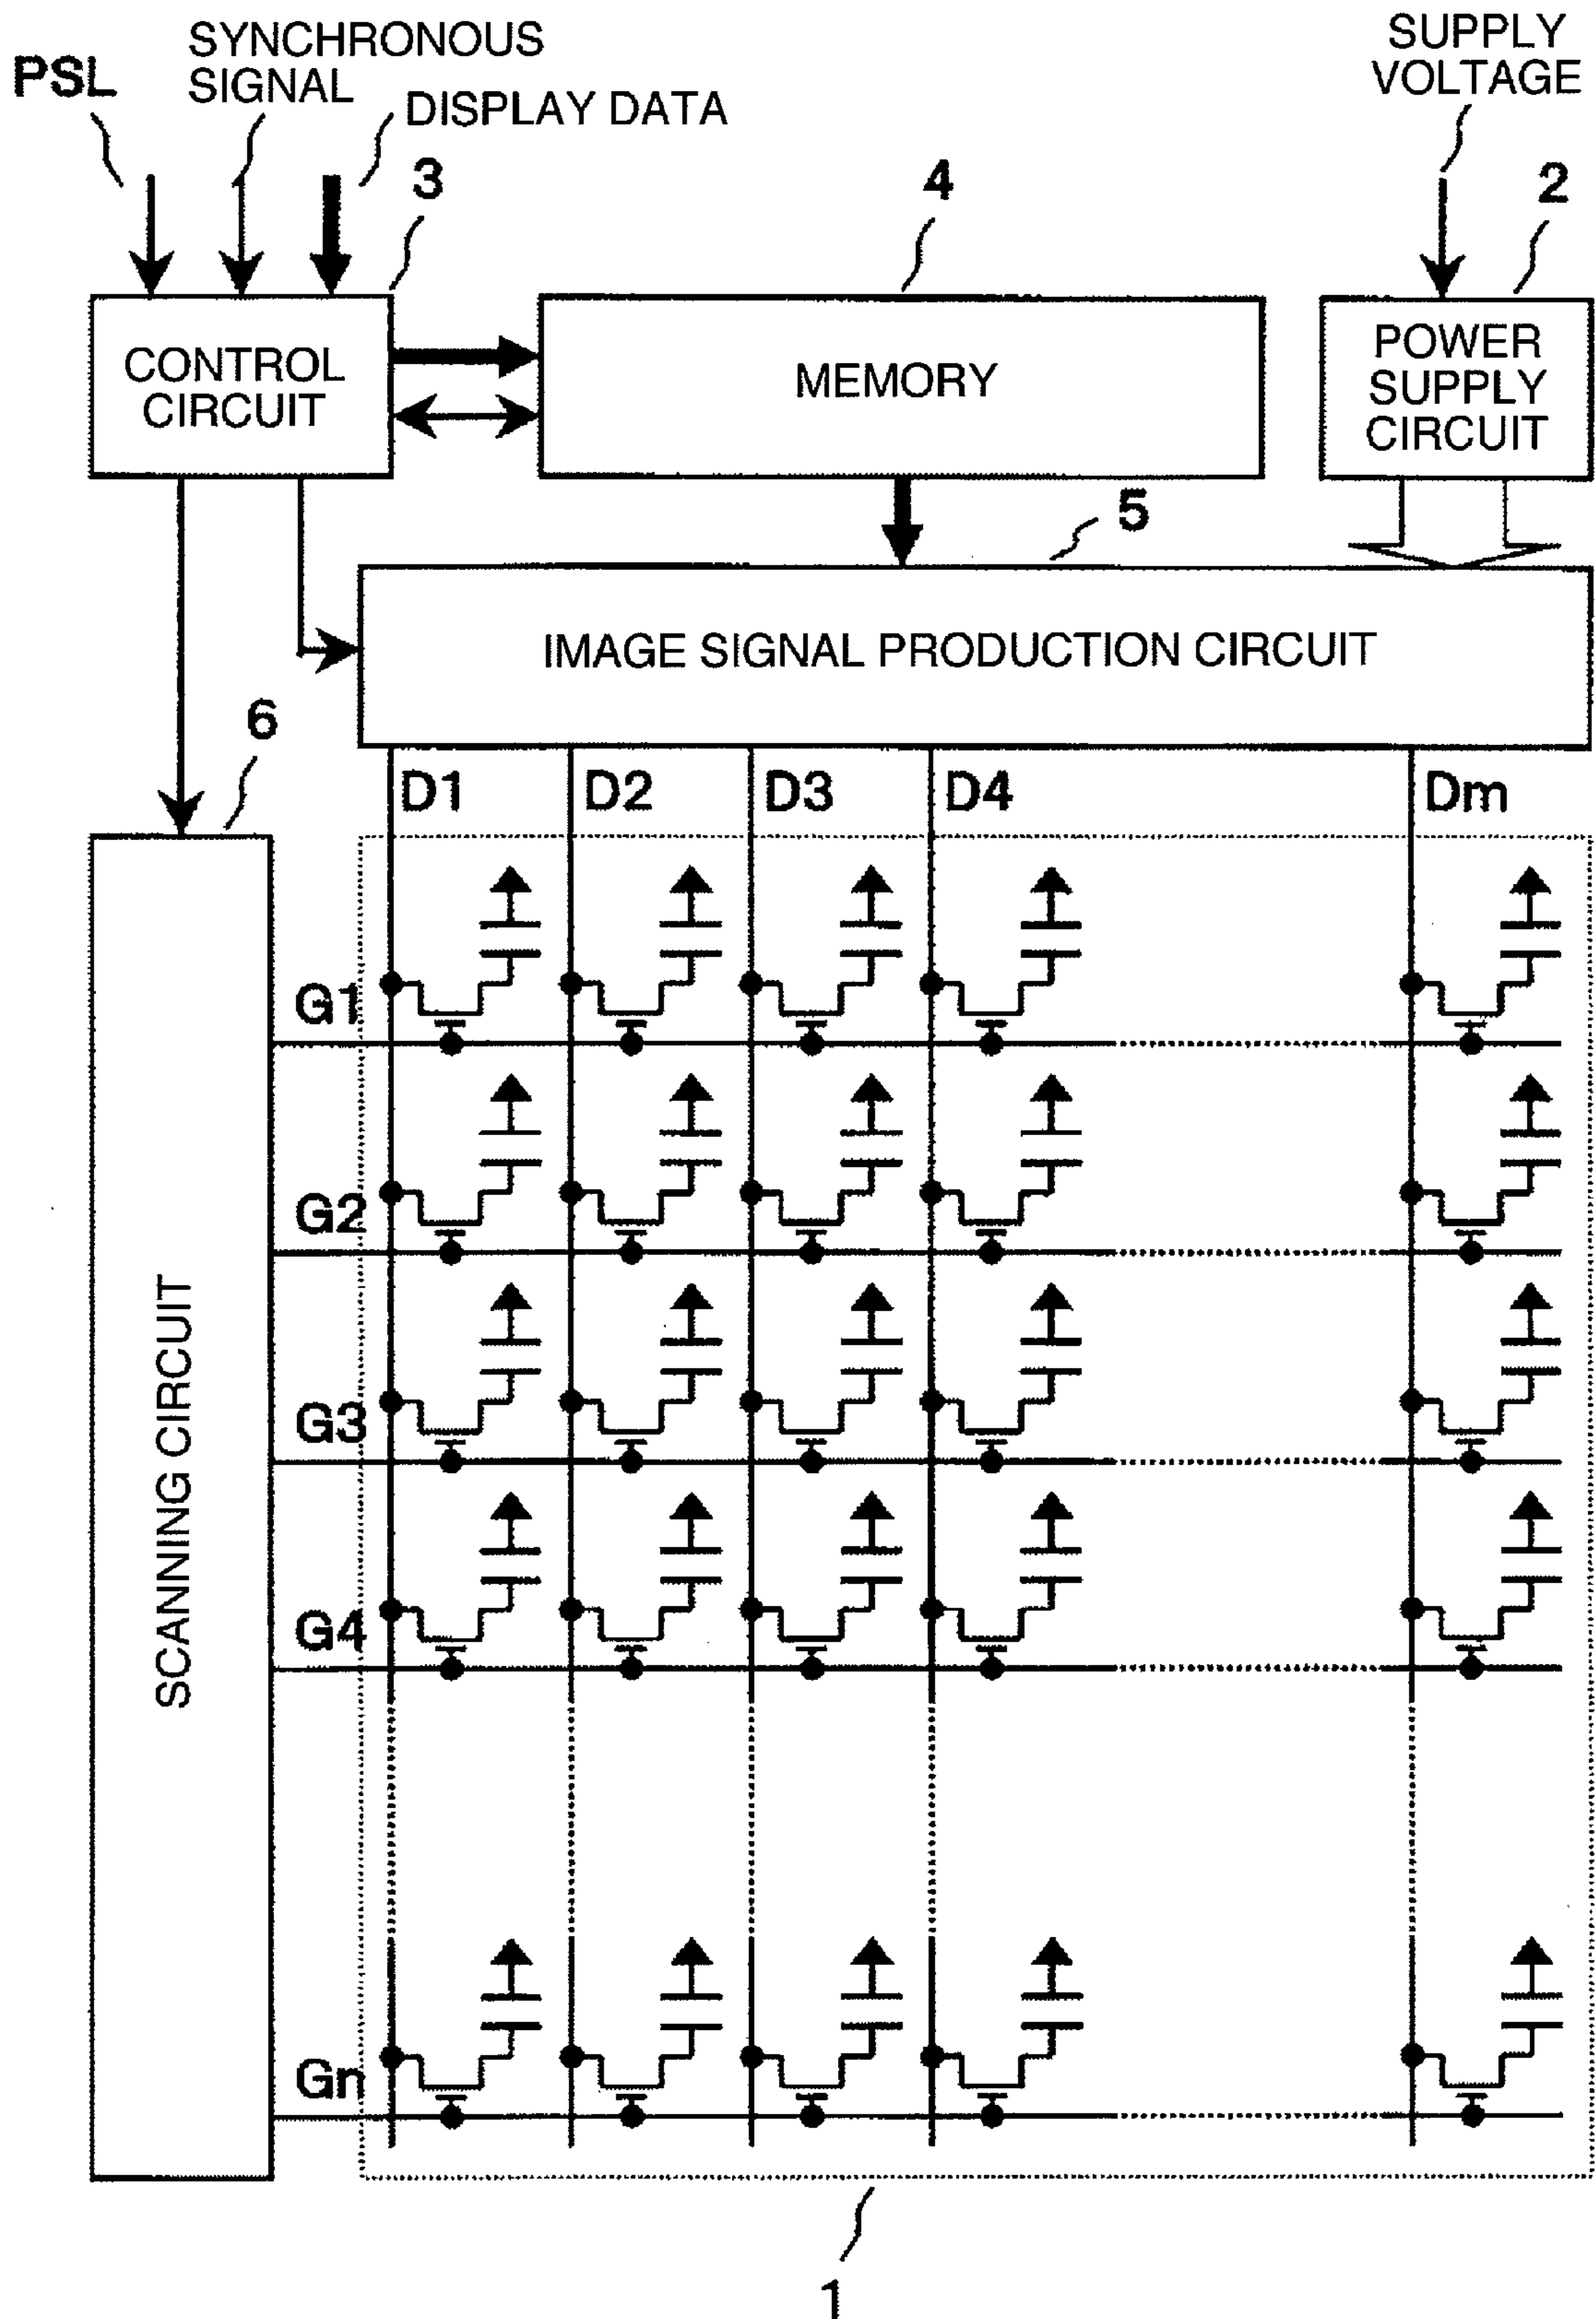 PSL
SYNCHRONOUS
SIGNAL
DISPLAY DATA
SUPPLY
VOLTAGE
3
4
2
CONTROL
CIRCUIT
MEMORY
POWER
SUPPLY
CIRCUIT
5
IMAGE SIGNAL PRODUCTION CIRCUIT
6
D1
D2
D3
D4
Dm
SCANNING CIRCUIT
G1
G2
G3
G4
Gn
1